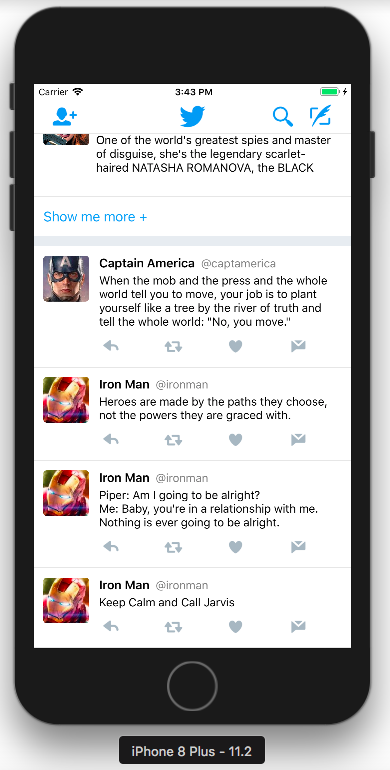 Carrier 3:43 PM
One of the world's greatest spies and master
of disguise, she's the legendary scarlet-
haired NATASHA ROMANOVA, the BLACK
Show me more +
Captain America @captamerica
When the mob and the press and the whole
world tell you to move, your job is to plant
yourself like a tree by the river of truth and
tell the whole world: "No, you move."
Iron Man @ironman
Heroes are made by the paths they choose,
not the powers they are graced with.
Iron Man @ironman
Piper: Am I going to be alright?
Me: Baby, you're in a relationship with me.
Nothing is ever going to be alright.
Iron Man @ironman
Keep Calm and Call Jarvis
iPhone 8 Plus - 11.2